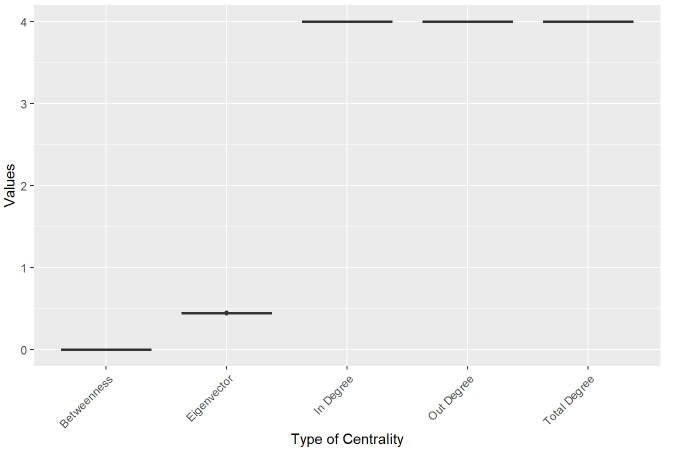 Values
4
3
2
1
0
Betweenness
Eigenvector
In Degree
Out Degree
Total Degree
Type of Centrality